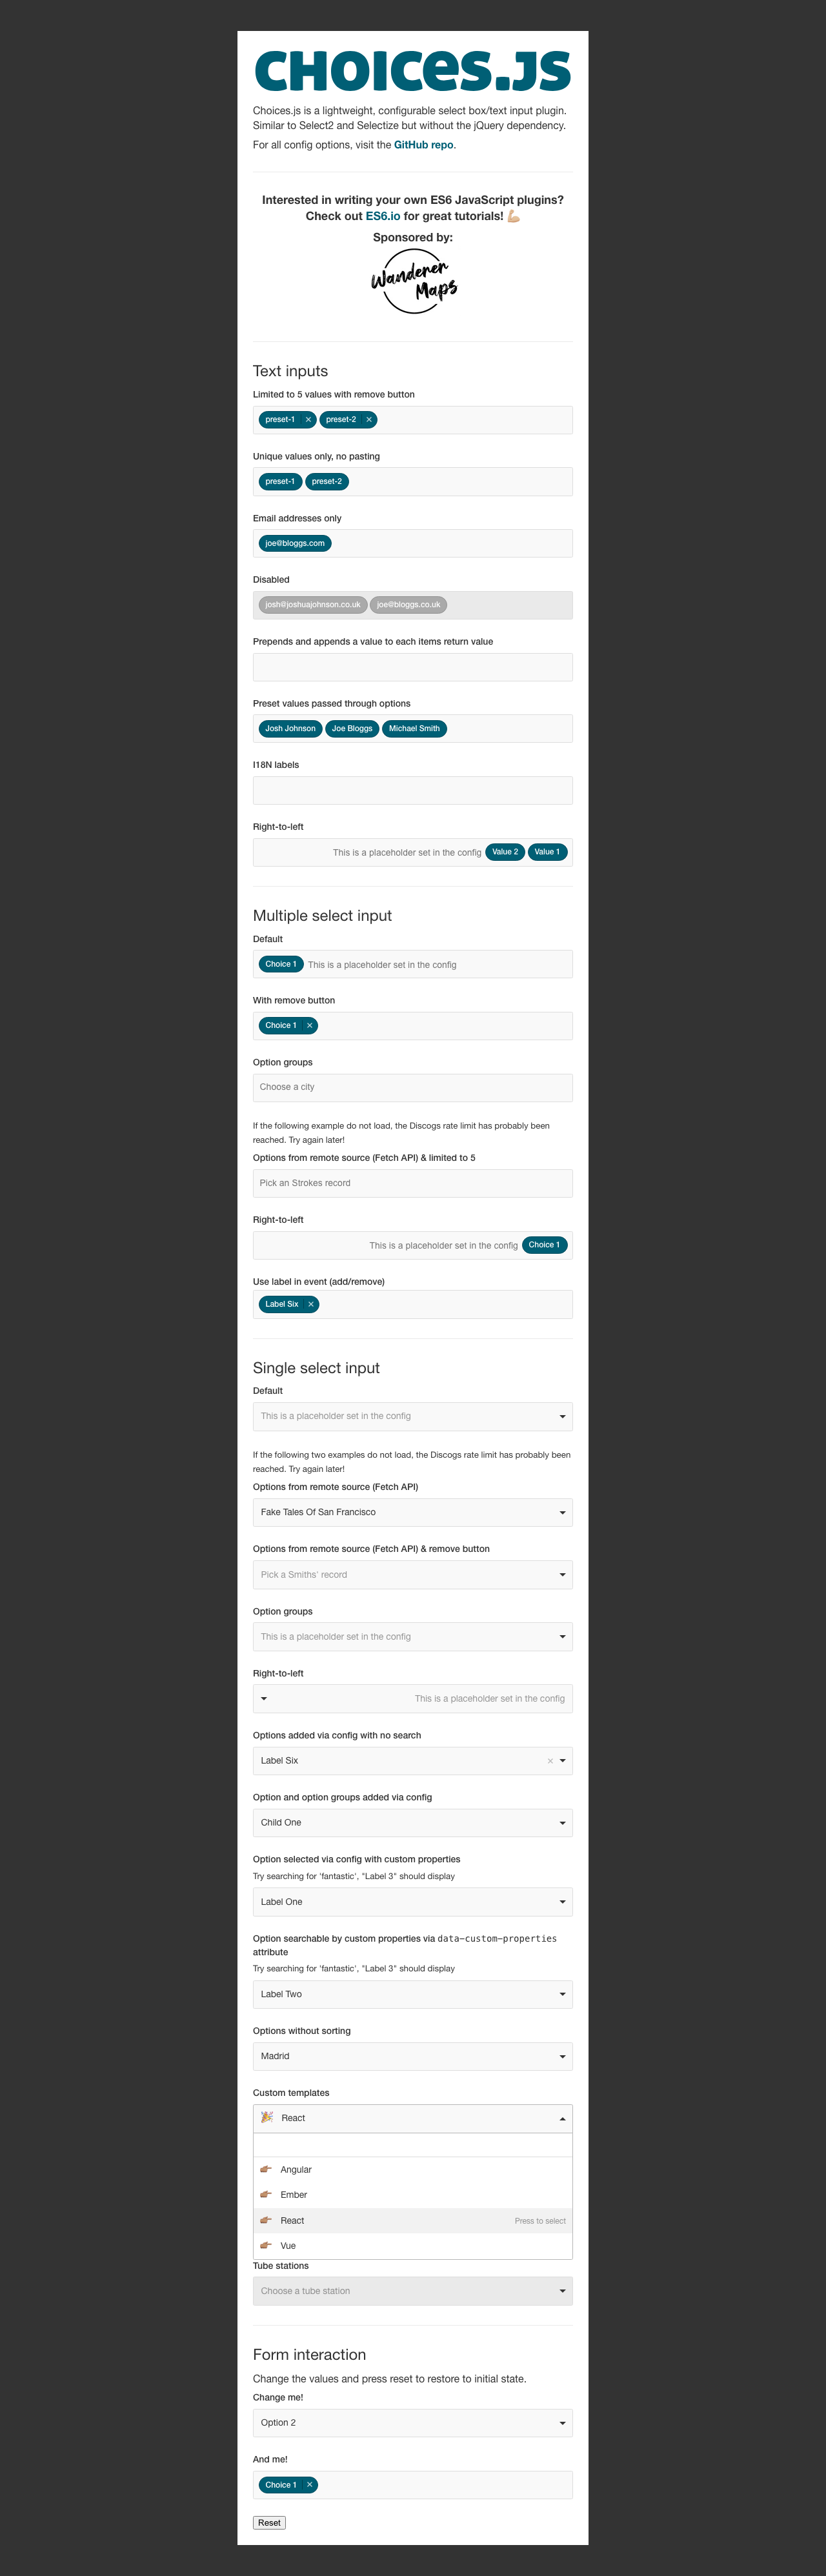 CHOICES.JS
Choices.js is a lightweight, configurable select box/text input plugin.
Similar to Select2 and Selectize but without the jQuery dependency.
For all config options, visit the GitHub repo.
Interested in writing your own ES6 JavaScript plugins?
Check out ES6.io for great tutorials! 💪🏼
Sponsored by:
Wanderer
Maps
Text inputs
Limited to 5 values with remove button
preset-1 × preset-2 ×
Unique values only, no pasting
preset-1 preset-2
Email addresses only
joe@bloggs.com
Disabled
josh@joshuajohnson.co.uk joe@bloggs.co.uk
Prepends and appends a value to each items return value
Preset values passed through options
Josh Johnson Joe Bloggs Michael Smith
I18N labels
Right-to-left
This is a placeholder set in the config Value 2 Value 1
Multiple select input
Default
Choice 1 This is a placeholder set in the config
With remove button
Choice 1 ×
Option groups
Choose a city
If the following example do not load, the Discogs rate limit has probably been
reached. Try again later!
Options from remote source (Fetch API) & limited to 5
Pick an Strokes record
Right-to-left
This is a placeholder set in the config Choice 1
Use label in event (add/remove)
Label Six ×
Single select input
Default
This is a placeholder set in the config
If the following two examples do not load, the Discogs rate limit has probably been
reached. Try again later!
Options from remote source (Fetch API)
Fake Tales Of San Francisco
Options from remote source (Fetch API) & remove button
Pick a Smiths' record
Option groups
This is a placeholder set in the config
Right-to-left
This is a placeholder set in the config
Options added via config with no search
Label Six ×
Option and option groups added via config
Child One
Option selected via config with custom properties
Try searching for 'fantastic', "Label 3" should display
Label One
Option searchable by custom properties via data-custom-properties
attribute
Try searching for 'fantastic', "Label 3" should display
Label Two
Options without sorting
Madrid
Custom templates
🎉 React
👉🏽 Angular
👉🏽 Ember
👉🏽 React Press to select
👉🏽 Vue
Tube stations
Choose a tube station
Form interaction
Change the values and press reset to restore to initial state.
Change me!
Option 2
And me!
Choice 1 ×
Reset